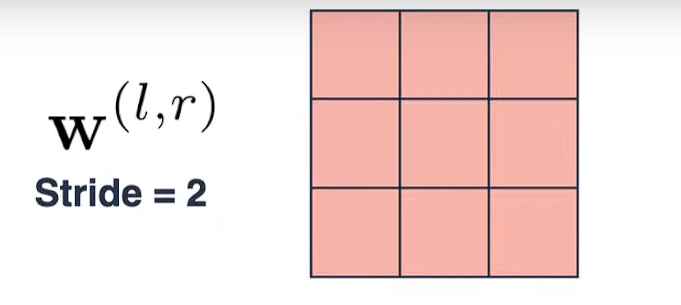 w^(l,r)
Stride = 2